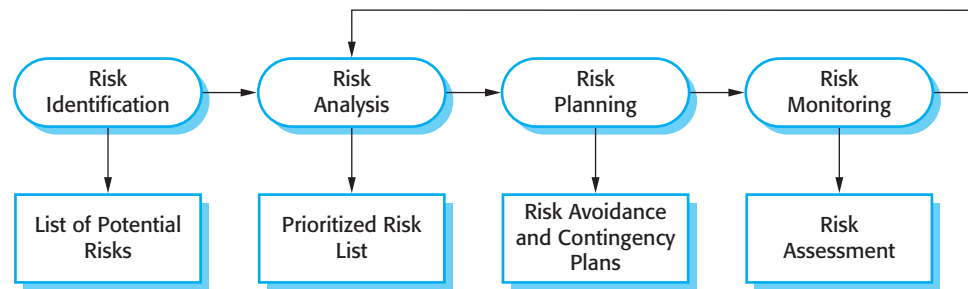 Risk
Identification
Risk
Analysis
Risk
Planning
Risk
Monitoring
List of Potential
Risks
Prioritized Risk
List
Risk Avoidance
and Contingency
Plans
Risk
Assessment